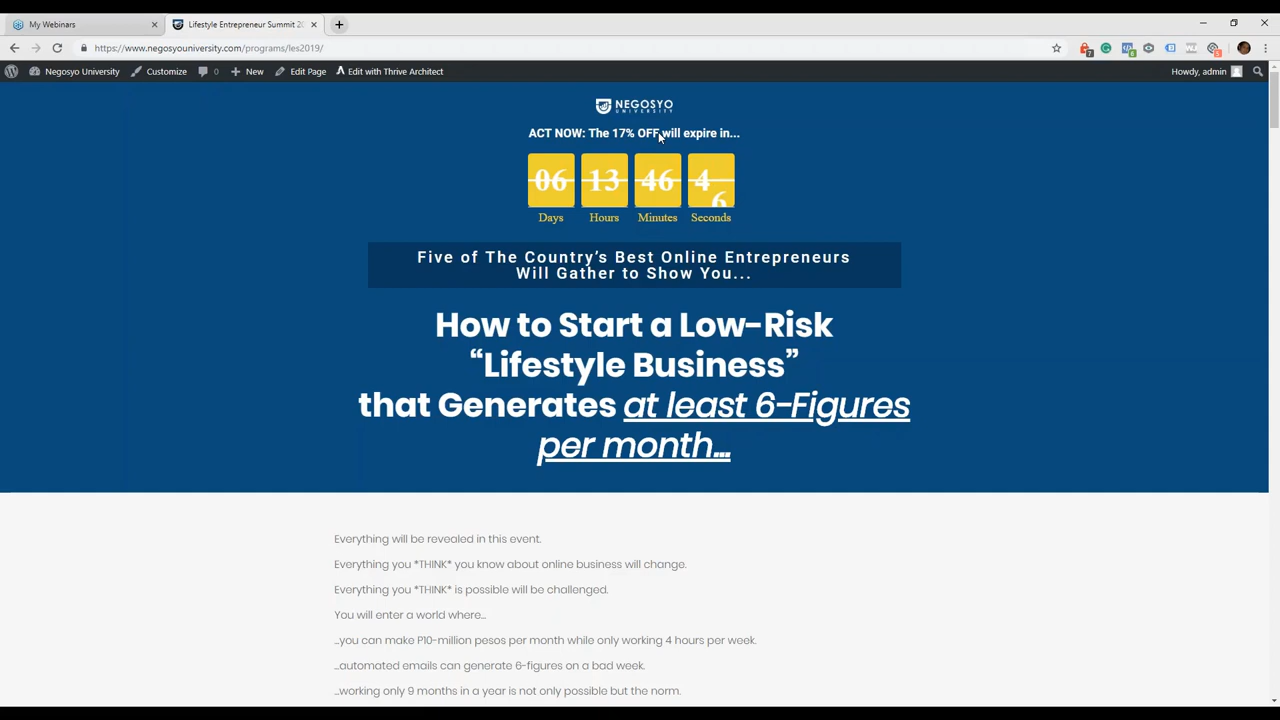 My Webinars
Lifestyle Entrepreneur Summit 20
https://www.negosyouniversity.com/programs/les2019/
Negosyo University Customize 0 New Edit Page Edit with Thrive Architect Howdy, admin
NEGOSYO
UNIVERSITY
ACT NOW: The 17% OFF will expire in...
06 13 46 4 6
Days Hours Minutes Seconds
Five of The Country’s Best Online Entrepreneurs
Will Gather to Show You...
How to Start a Low-Risk
“Lifestyle Business”
that Generates at least 6-Figures
per month...
Everything will be revealed in this event.
Everything you *THINK* you know about online business will change.
Everything you *THINK* is possible will be challenged.
You will enter a world where...
...you can make P10-million pesos per month while only working 4 hours per week.
...automated emails can generate 6-figures on a bad week.
...working only 9 months in a year is not only possible but the norm.